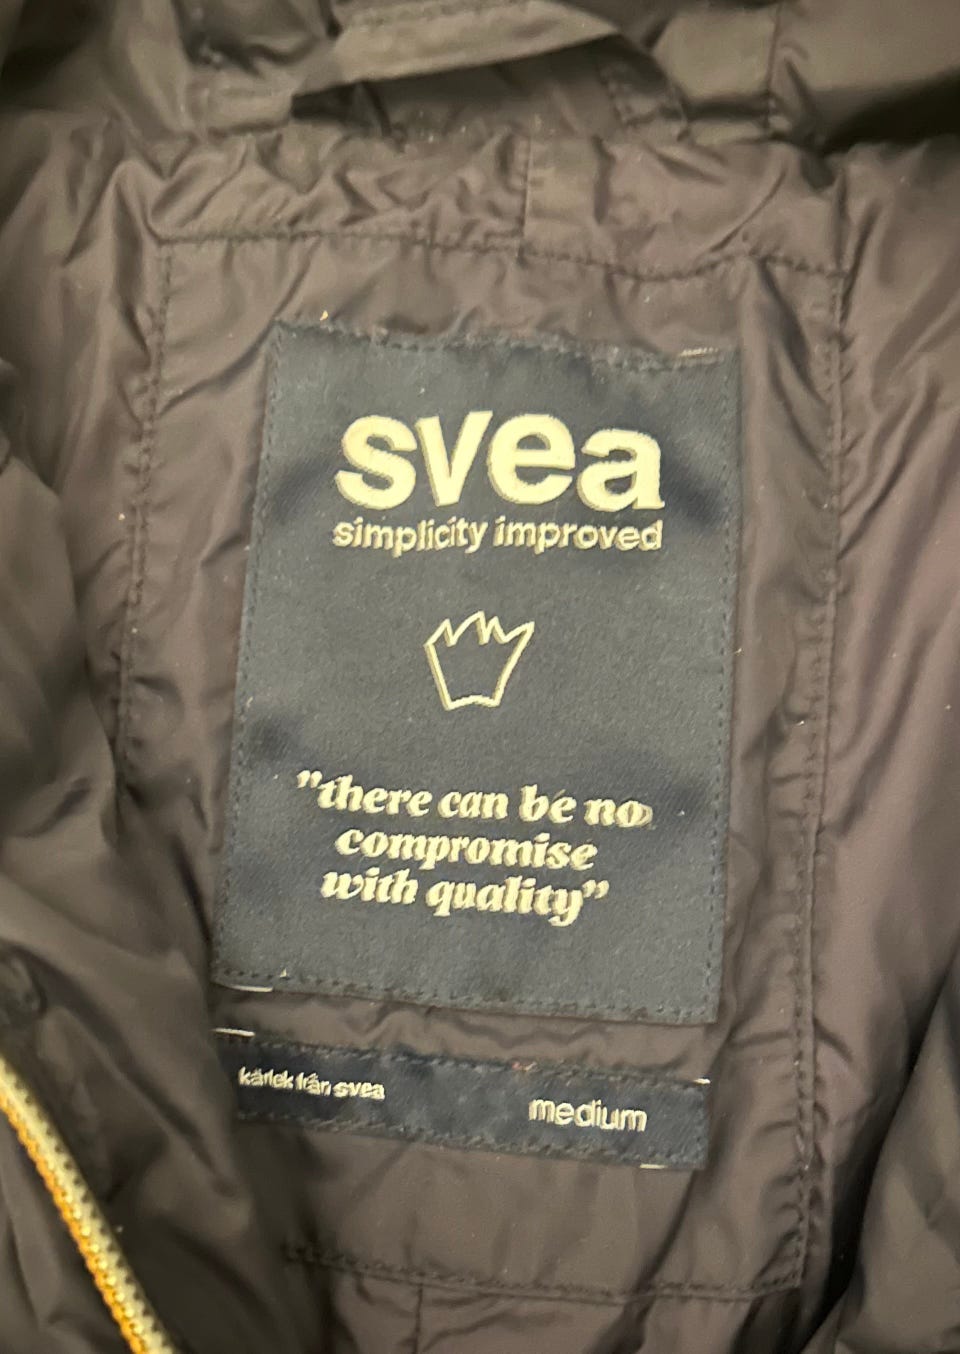 svea
simplicity improved
"there can be no
compromise
with quality"
kärlek från svea
medium